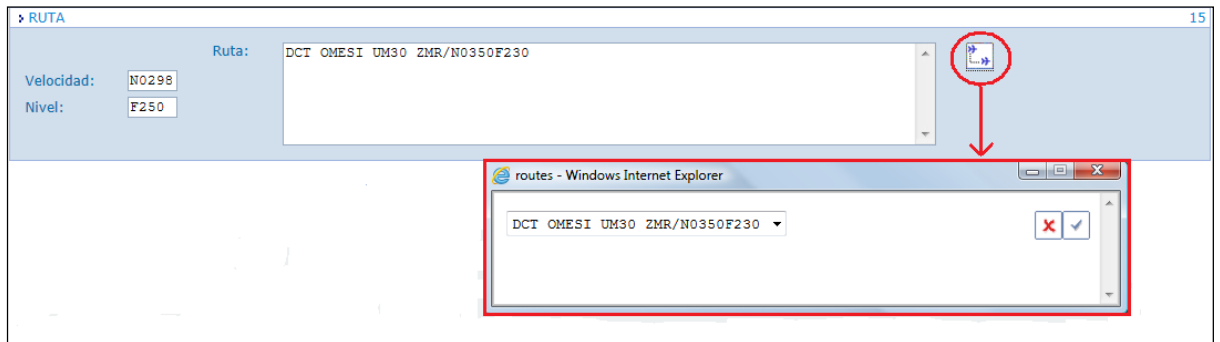 RUTA 15
Ruta: DCT OMESI UM30 ZMR/N0350F230
Velocidad: N0298
Nivel: F250
routes - Windows Internet Explorer
DCT OMESI UM30 ZMR/N0350F230